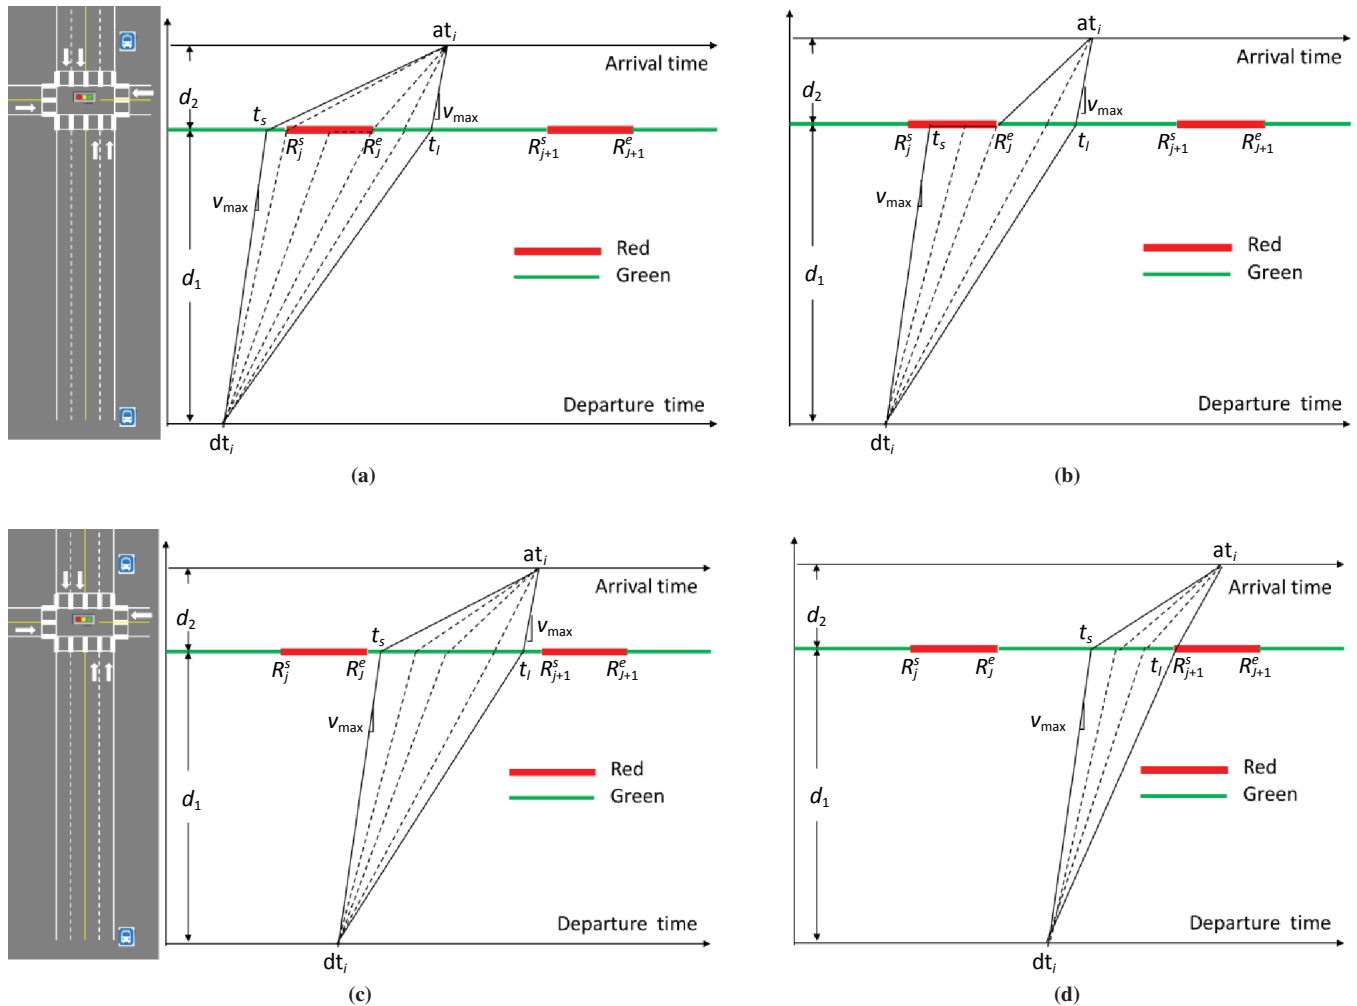 at_i
Arrival time
d_2
t_s
v_max
R_j^s
R_J^e
t_l
R_{j+1}^s
R_{J+1}^e
v_max
Red
Green
d_1
Departure time
dt_i
(a)
at_i
Arrival time
d_2
v_max
R_j^s
t_s
R_J^e
t_l
R_{j+1}^s
R_{J+1}^e
v_max
Red
Green
d_1
Departure time
dt_i
(b)
at_i
Arrival time
d_2
t_s
v_max
R_j^s
R_J^e
t_l
R_{j+1}^s
R_{J+1}^e
v_max
Red
Green
d_1
Departure time
dt_i
(c)
at_i
Arrival time
d_2
t_s
R_j^s
R_J^e
t_l
R_{j+1}^s
R_{J+1}^e
v_max
Red
Green
d_1
Departure time
dt_i
(d)